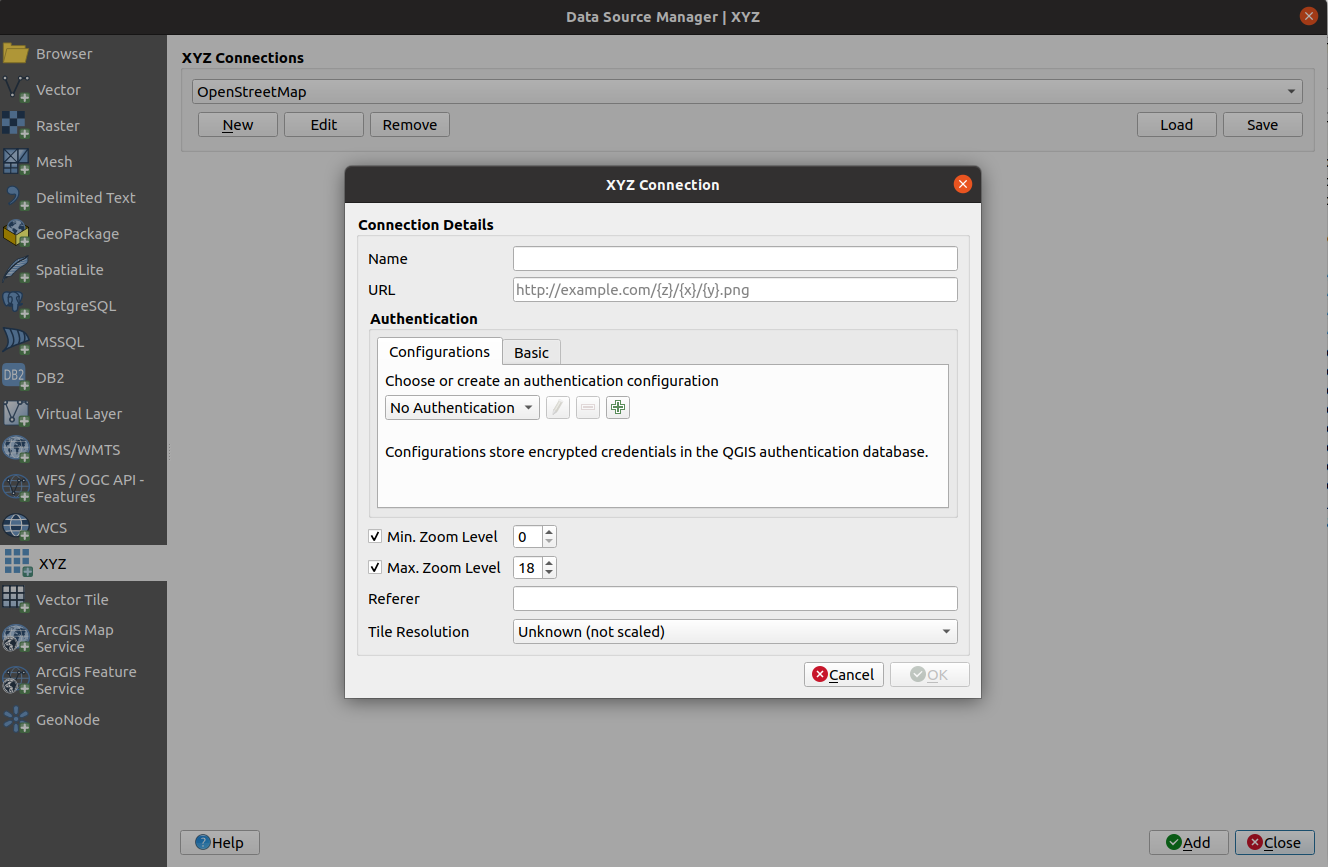 Data Source Manager | XYZ
Browser
Vector
Raster
Mesh
Delimited Text
GeoPackage
SpatiaLite
PostgreSQL
MSSQL
DB2
DB2
Virtual Layer
WMS/WMTS
WFS / OGC API -
Features
WCS
XYZ
Vector Tile
ArcGIS Map
Service
ArcGIS Feature
Service
GeoNode
XYZ Connections
OpenStreetMap
New Edit Remove Load Save
XYZ Connection
Connection Details
Name
URL http://example.com/{z}/{x}/{y}.png
Authentication
Configurations Basic
Choose or create an authentication configuration
No Authentication
Configurations store encrypted credentials in the QGIS authentication database.
Min. Zoom Level 0
Max. Zoom Level 18
Referer
Tile Resolution Unknown (not scaled)
Cancel OK
Help Add Close